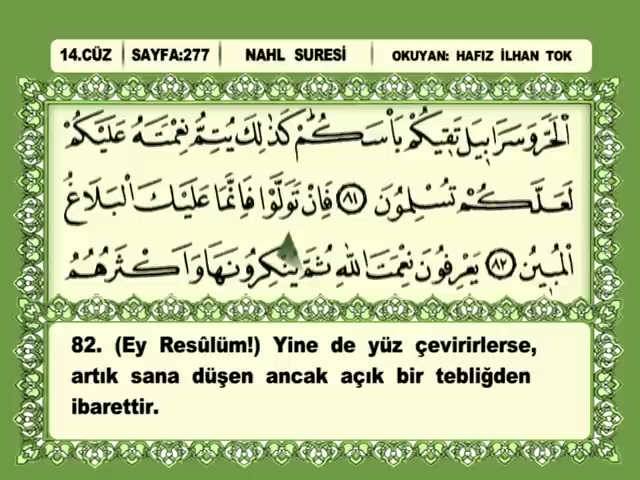 14.CÜZ SAYFA:277 NAHL SURESİ OKUYAN: HAFIZ İLHAN TOK
الْحَرَّ وَسَرَابِيلَ تَقِيكُمْ بَأْسَكُمْ كَذٰلِكَ يُتِمُّ نِعْمَتَهُ عَلَيْكُمْ
لَعَلَّكُمْ تُسْلِمُونَ ﴿٨١﴾ فَاِنْ تَوَلَّوْا فَاِنَّمَا عَلَيْكَ الْبَلَاغُ
الْمُبِينُ ﴿٨٢﴾ يَعْرِفُونَ نِعْمَتَ اللّٰهِ ثُمَّ يُنْكِرُونَهَا وَاَكْثَرُهُمُ
82. (Ey Resûlüm!) Yine de yüz çevirirlerse,
artık sana düşen ancak açık bir tebliğden
ibarettir.